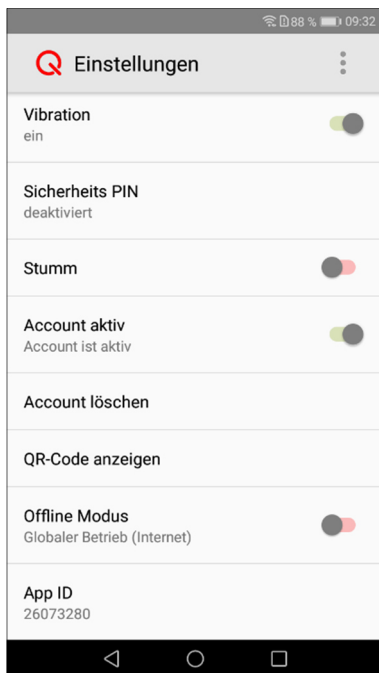 88 % 09:32
Einstellungen
Vibration
ein
Sicherheits PIN
deaktiviert
Stumm
Account aktiv
Account ist aktiv
Account löschen
QR-Code anzeigen
Offline Modus
Globaler Betrieb (Internet)
App ID
26073280